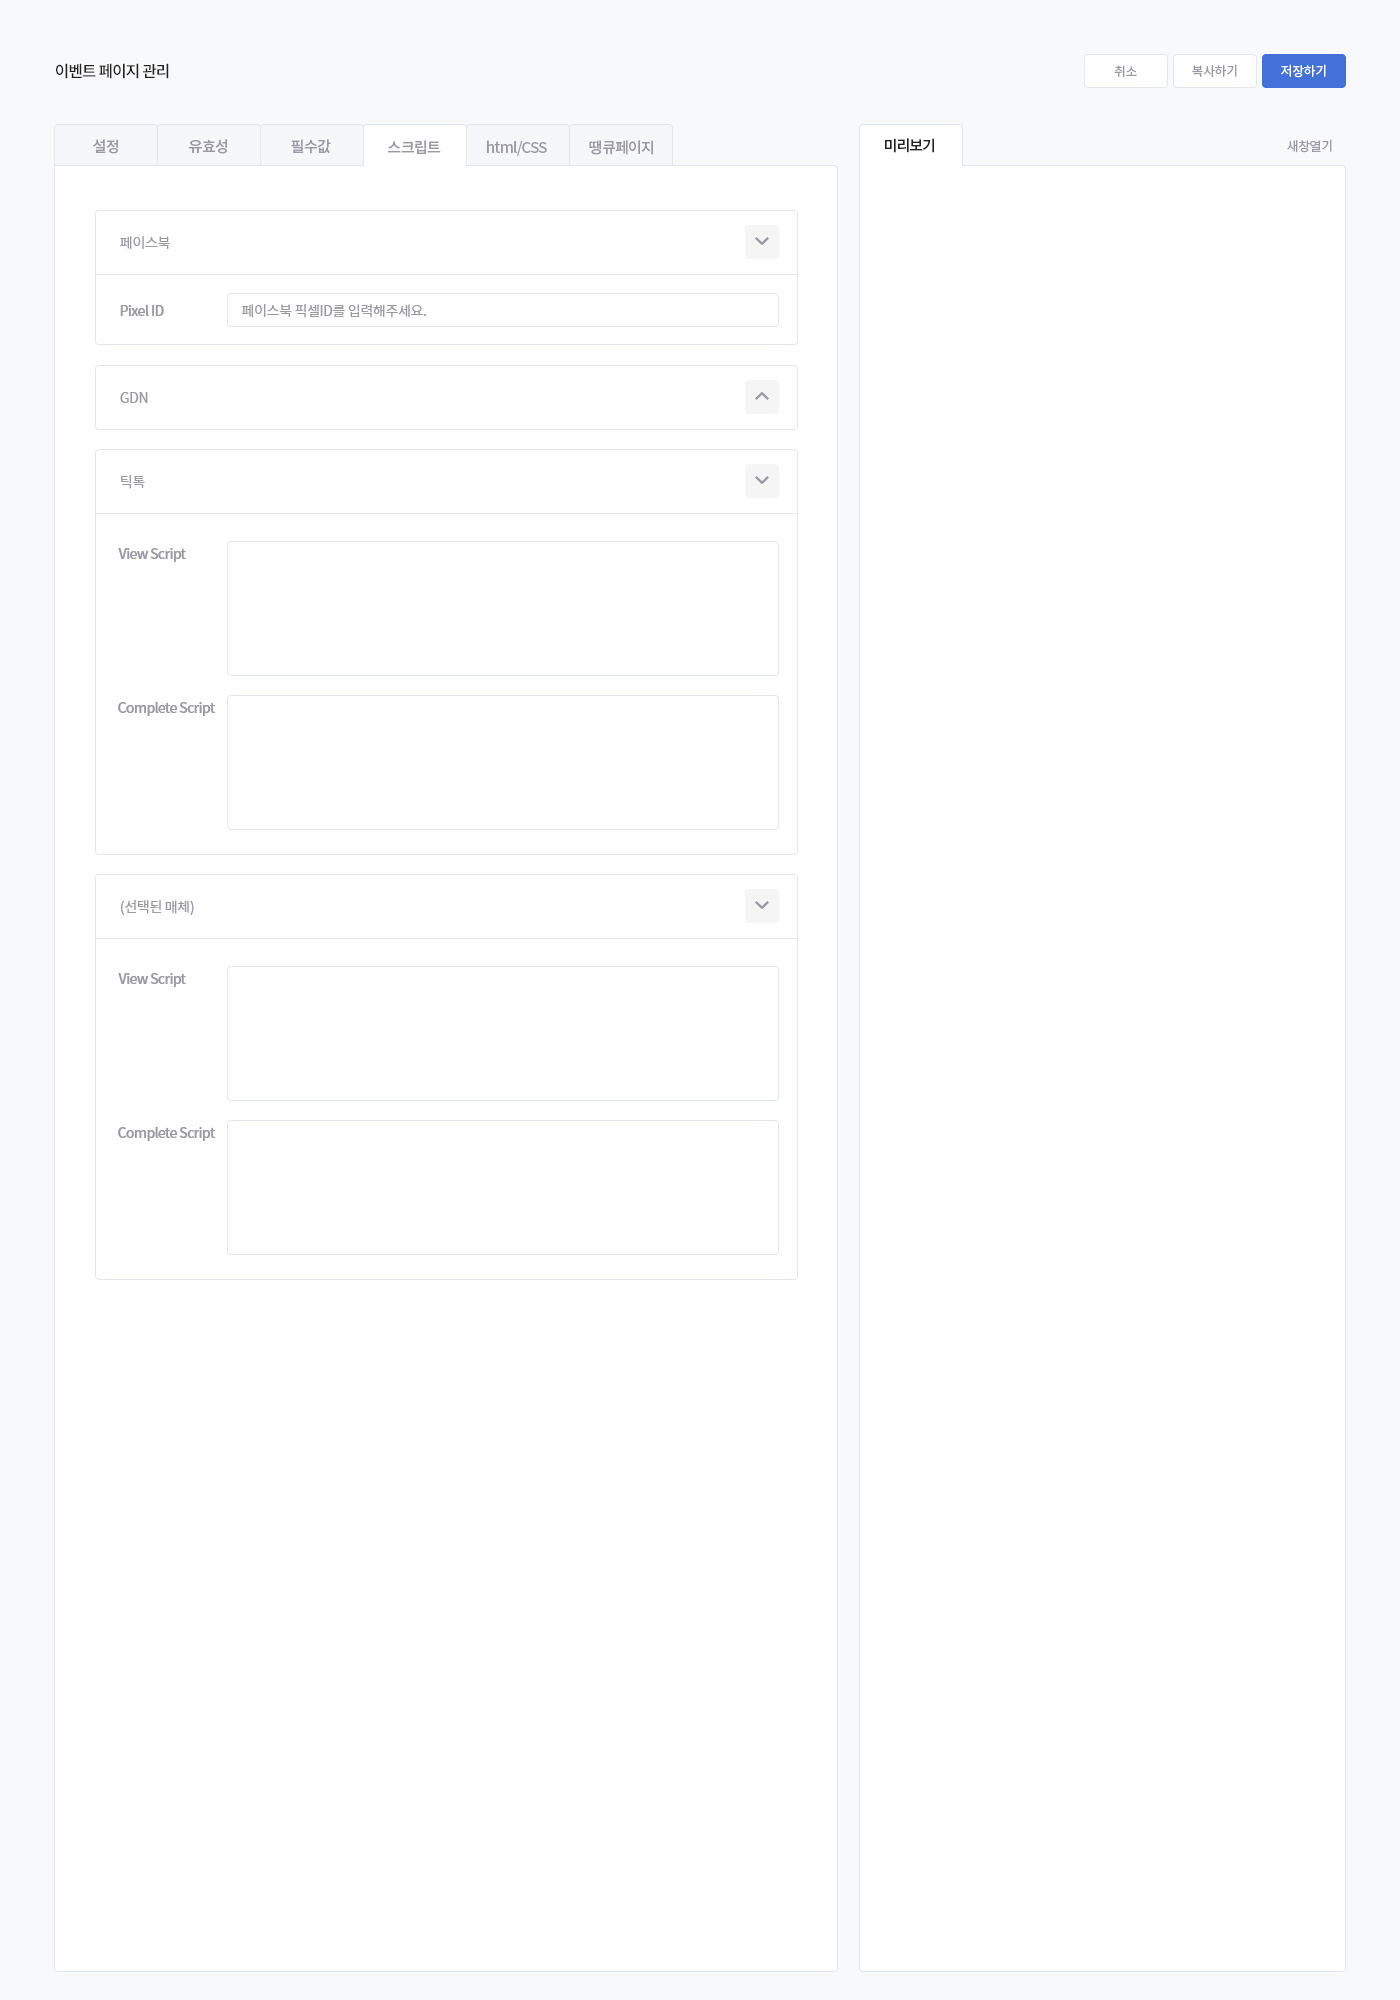 이벤트 페이지 관리
취소
복사하기
저장하기
설정
유효성
필수값
스크립트
html/CSS
땡큐페이지
미리보기
새창열기
페이스북
Pixel ID
페이스북 픽셀ID를 입력해주세요.
GDN
틱톡
View Script
Complete Script
(선택된 매체)
View Script
Complete Script